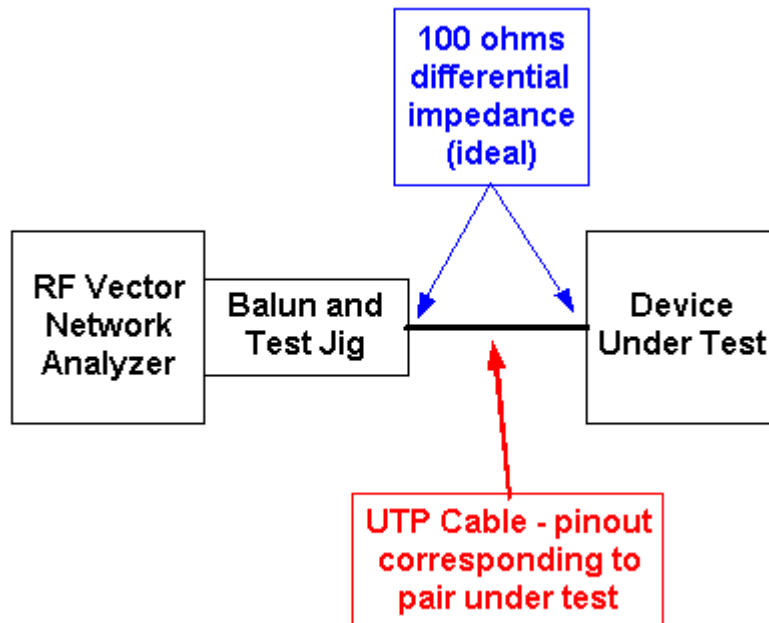 100 ohms
differential
impedance
(ideal)
RF Vector
Network
Analyzer
Balun and
Test Jig
Device
Under Test
UTP Cable - pinout
corresponding to
pair under test